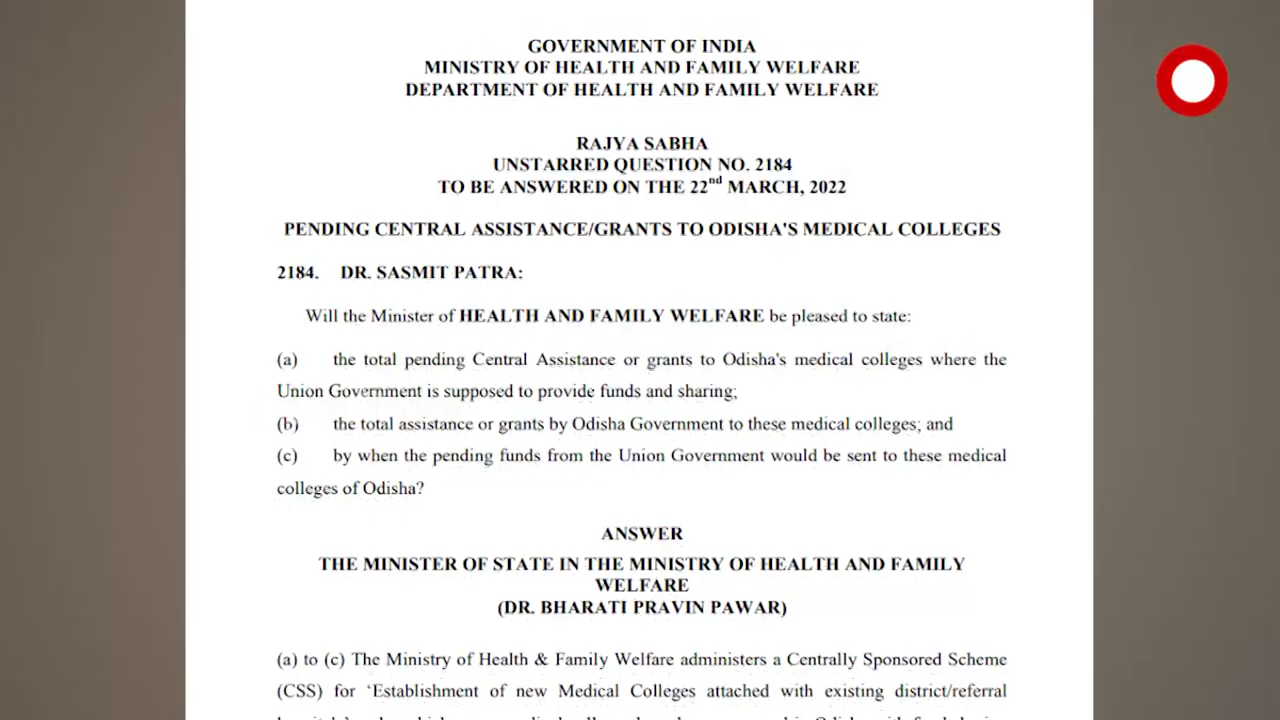 GOVERNMENT OF INDIA
MINISTRY OF HEALTH AND FAMILY WELFARE
DEPARTMENT OF HEALTH AND FAMILY WELFARE
RAJYA SABHA
UNSTARRED QUESTION NO. 2184
TO BE ANSWERED ON THE 22nd MARCH, 2022
PENDING CENTRAL ASSISTANCE/GRANTS TO ODISHA'S MEDICAL COLLEGES
2184. DR. SASMIT PATRA:
Will the Minister of HEALTH AND FAMILY WELFARE be pleased to state:
(a) the total pending Central Assistance or grants to Odisha's medical colleges where the
Union Government is supposed to provide funds and sharing;
(b) the total assistance or grants by Odisha Government to these medical colleges; and
(c) by when the pending funds from the Union Government would be sent to these medical
colleges of Odisha?
ANSWER
THE MINISTER OF STATE IN THE MINISTRY OF HEALTH AND FAMILY
WELFARE
(DR. BHARATI PRAVIN PAWAR)
(a) to (c) The Ministry of Health & Family Welfare administers a Centrally Sponsored Scheme
(CSS) for ‘Establishment of new Medical Colleges attached with existing district/referral